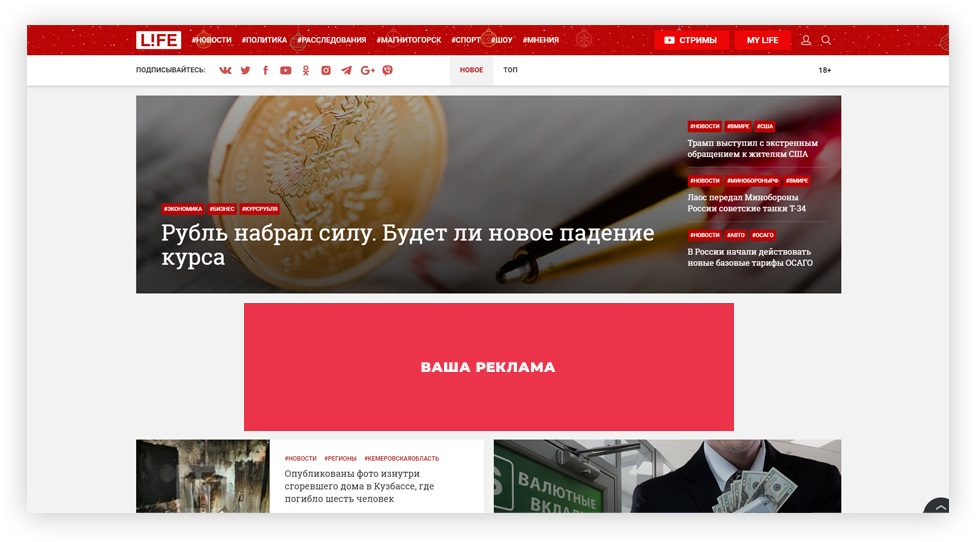 L!FE
#НОВОСТИ #ПОЛИТИКА #РАССЛЕДОВАНИЯ #МАГНИТОГОРСК #СПОРТ #ШОУ #МНЕНИЯ
СТРИМЫ
MY L!FE
ПОДПИСЫВАЙТЕСЬ:
G+
НОВОЕ
ТОП
18+
#ЭКОНОМИКА #БИЗНЕС #КУРСРУБЛЯ
Рубль набрал силу. Будет ли новое падение
курса
#НОВОСТИ #ВМИРЕ #США
Трамп выступил с экстренным
обращением к жителям США
#НОВОСТИ #МИНОБОРОНЫРФ #ВМИРЕ
Лаос передал Минобороны
России советские танки Т-34
#НОВОСТИ #АВТО #ОСАГО
В России начали действовать
новые базовые тарифы ОСАГО
ВАША РЕКЛАМА
#НОВОСТИ #РЕГИОНЫ #КЕМЕРОВСКАЯОБЛАСТЬ
Опубликованы фото изнутри
сгоревшего дома в Кузбассе, где
погибло шесть человек
$
ВАЛЮТНЫЕ
ВКЛАДЫ